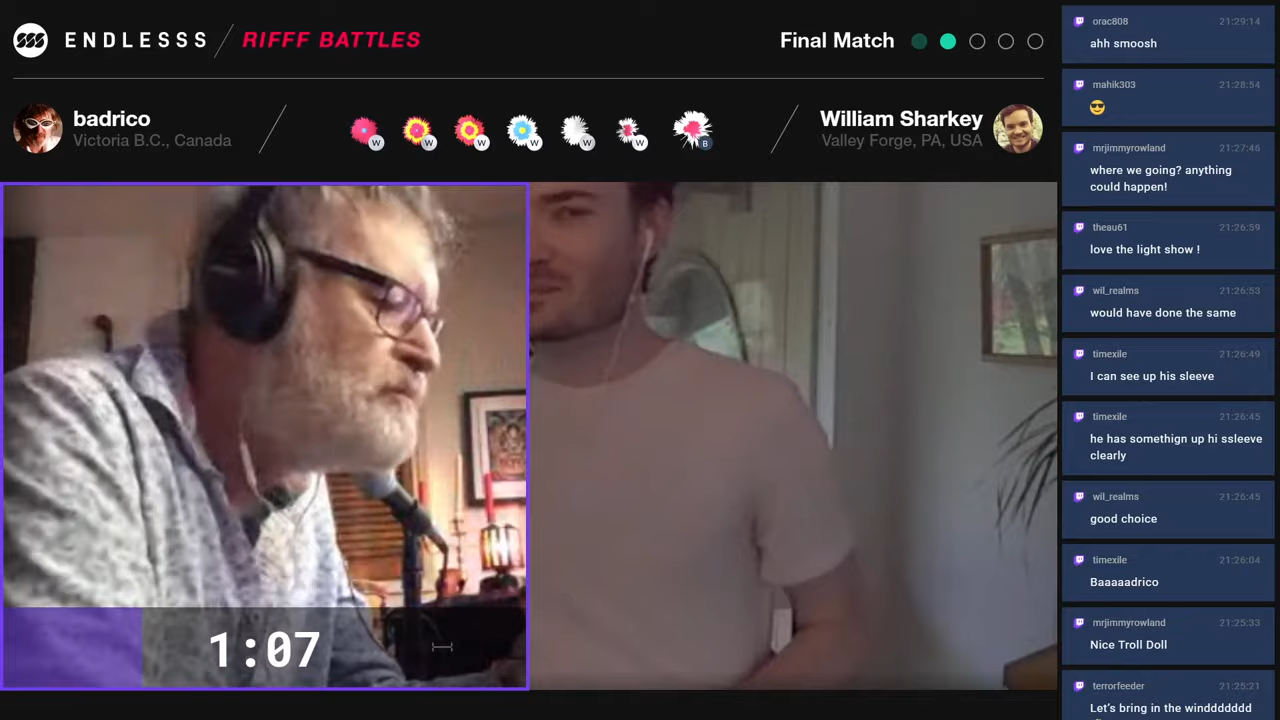 ENDLESSS / RIFFF BATTLES
Final Match
badrico
Victoria B.C., Canada
W
W
W
W
W
W
B
William Sharkey
Valley Forge, PA, USA
1:07
orac808 21:29:14
ahh smoosh
mahik303 21:28:54
😎
mrjimmyrowland 21:27:46
where we going? anything
could happen!
theau61 21:26:59
love the light show !
wil_realms 21:26:53
would have done the same
timexile 21:26:49
I can see up his sleeve
timexile 21:26:45
he has somethign up hi ssleeve
clearly
wil_realms 21:26:45
good choice
timexile 21:26:04
Baaaaadrico
mrjimmyrowland 21:25:33
Nice Troll Doll
terrorfeeder 21:25:21
Let's bring in the windddddd